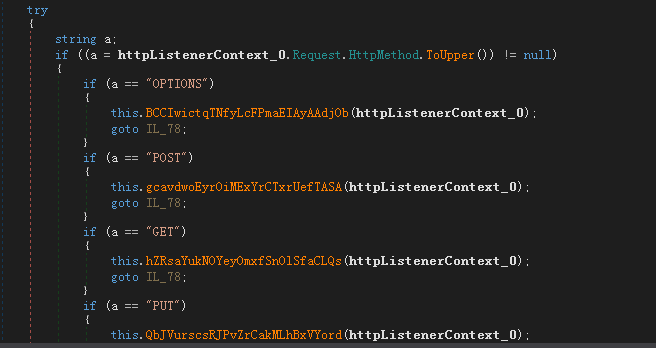 try
{
string a;
if ((a = httpListenerContext_0.Request.HttpMethod.ToUpper()) != null)
{
if (a == "OPTIONS")
{
this.BCCIwictqTNfyLcFPmaEIAyAAdjOb(httpListenerContext_0);
goto IL_78;
}
if (a == "POST")
{
this.gcavdwoEyrOiMExYrCTxrUefTASA(httpListenerContext_0);
goto IL_78;
}
if (a == "GET")
{
this.hZRsaYukNOYeyOmxfSnOlSfaCLQs(httpListenerContext_0);
goto IL_78;
}
if (a == "PUT")
{
this.QbJVurscsRJPvZrCakMLhBxVYord(httpListenerContext_0);